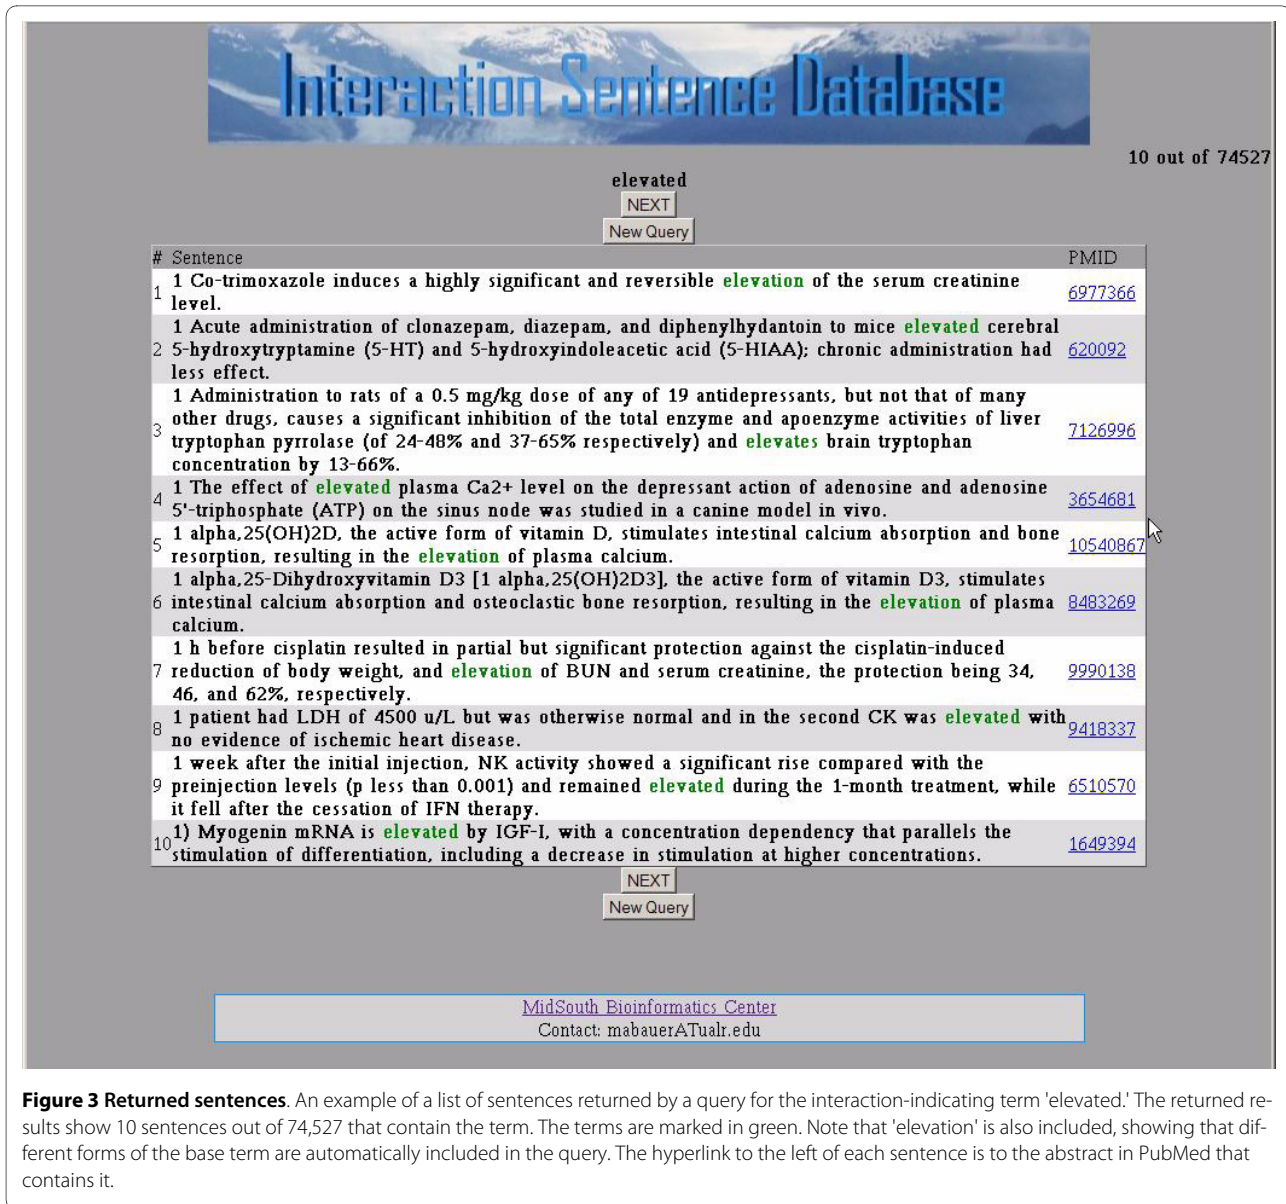 Interaction Sentence Database
10 out of 74527
elevated
NEXT
New Query
# Sentence PMID
1 1 Co-trimoxazole induces a highly significant and reversible elevation of the serum creatinine
level. 6977366
1 Acute administration of clonazepam, diazepam, and diphenylhydantoin to mice elevated cerebral
2 5-hydroxytryptamine (5-HT) and 5-hydroxyindoleacetic acid (5-HIAA); chronic administration had 620092
less effect.
1 Administration to rats of a 0.5 mg/kg dose of any of 19 antidepressants, but not that of many
other drugs, causes a significant inhibition of the total enzyme and apoenzyme activities of liver
3 tryptophan pyrrolase (of 24-48% and 37-65% respectively) and elevates brain tryptophan 7126996
concentration by 13-66%.
4 1 The effect of elevated plasma Ca2+ level on the depressant action of adenosine and adenosine
5'-triphosphate (ATP) on the sinus node was studied in a canine model in vivo. 3654681
5 1 alpha,25(OH)2D, the active form of vitamin D, stimulates intestinal calcium absorption and bone
resorption, resulting in the elevation of plasma calcium. 10540867
1 alpha,25-Dihydroxyvitamin D3 [1 alpha,25(OH)2D3], the active form of vitamin D3, stimulates
6 intestinal calcium absorption and osteoclastic bone resorption, resulting in the elevation of plasma 8483269
calcium.
1 h before cisplatin resulted in partial but significant protection against the cisplatin-induced
7 reduction of body weight, and elevation of BUN and serum creatinine, the protection being 34, 9990138
46, and 62%, respectively.
8 1 patient had LDH of 4500 u/L but was otherwise normal and in the second CK was elevated with
no evidence of ischemic heart disease. 9418337
1 week after the initial injection, NK activity showed a significant rise compared with the
9 preinjection levels (p less than 0.001) and remained elevated during the 1-month treatment, while 6510570
it fell after the cessation of IFN therapy.
10 1) Myogenin mRNA is elevated by IGF-I, with a concentration dependency that parallels the
stimulation of differentiation, including a decrease in stimulation at higher concentrations. 1649394
NEXT
New Query
MidSouth Bioinformatics Center
Contact: mabauerATualr.edu
Figure 3 Returned sentences. An example of a list of sentences returned by a query for the interaction-indicating term 'elevated.' The returned re-
sults show 10 sentences out of 74,527 that contain the term. The terms are marked in green. Note that 'elevation' is also included, showing that dif-
ferent forms of the base term are automatically included in the query. The hyperlink to the left of each sentence is to the abstract in PubMed that
contains it.